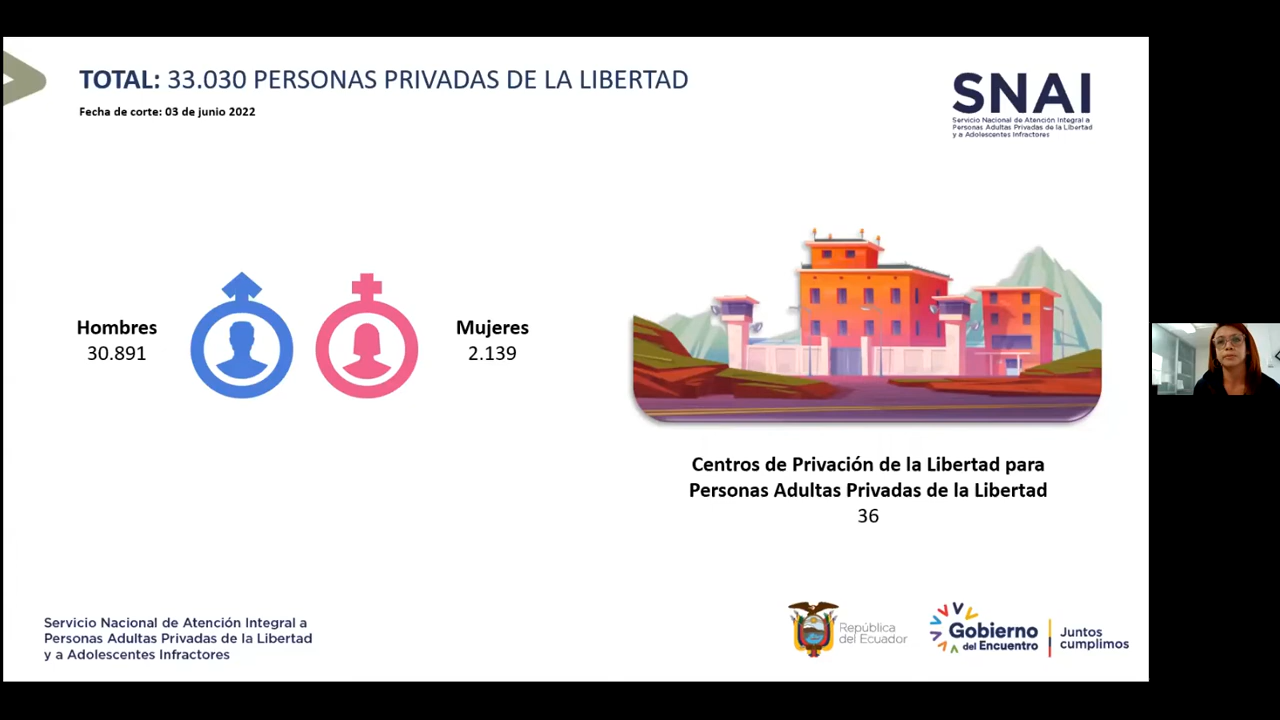 TOTAL: 33.030 PERSONAS PRIVADAS DE LA LIBERTAD
Fecha de corte: 03 de junio 2022
SNAI
Servicio Nacional de Atención Integral a
Personas Adultas Privadas de la Libertad
y a Adolescentes Infractores
Hombres
30.891
Mujeres
2.139
Centros de Privación de la Libertad para
Personas Adultas Privadas de la Libertad
36
Servicio Nacional de Atención Integral a
Personas Adultas Privadas de la Libertad
y a Adolescentes Infractores
República
del Ecuador
Gobierno
del Encuentro
Juntos
cumplimos